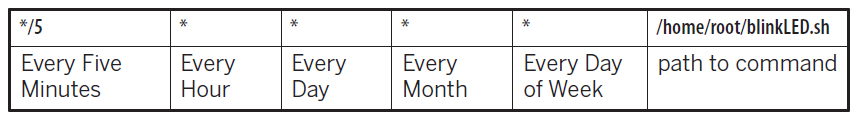 */5 * * * * /home/root/blinkLED.sh
Every Five Every Every Every Every Day path to command
Minutes Hour Day Month of Week